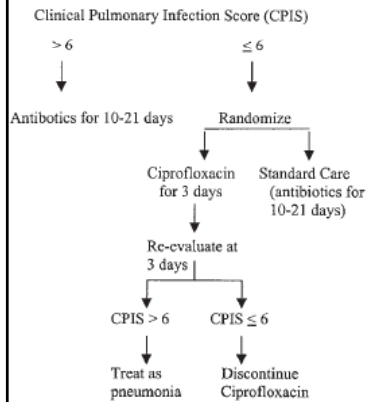 Clinical Pulmonary Infection Score (CPIS)
> 6 ≤ 6
Antibotics for 10-21 days Randomize
Ciprofloxacin Standard Care
for 3 days (antibiotics for
10-21 days)
Re-evaluate at
3 days
CPIS > 6 CPIS ≤ 6
Treat as Discontinue
pneumonia Ciprofloxacin